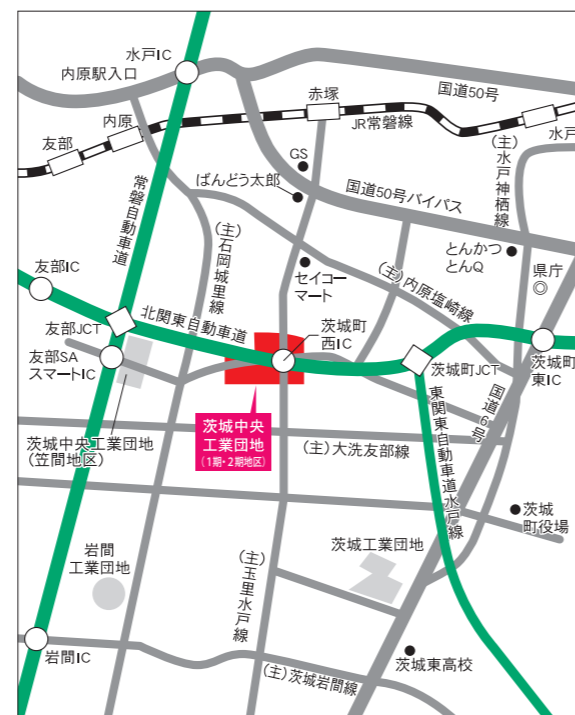 水戸IC
内原駅入口
国道50号
赤塚
内原
JR常磐線
友部
水戸
GS
ばんどう太郎
(主)水戸神栖線
国道50号バイパス
常磐自動車道
(主)石岡城里線
とんかつ
とんQ
県庁
友部IC
セイコー
マート
(主)内原塩崎線
北関東自動車道
友部JCT
茨城町
西IC
友部SA
スマートIC
茨城町JCT
茨城町
東IC
国道6号
茨城中央
工業団地
(1期・2期地区)
茨城中央工業団地
(笠間地区)
(主)大洗友部線
東関東自動車道水戸線
茨城
町役場
岩間
工業団地
茨城工業団地
(主)玉里水戸線
岩間IC
(主)茨城岩間線
茨城東高校